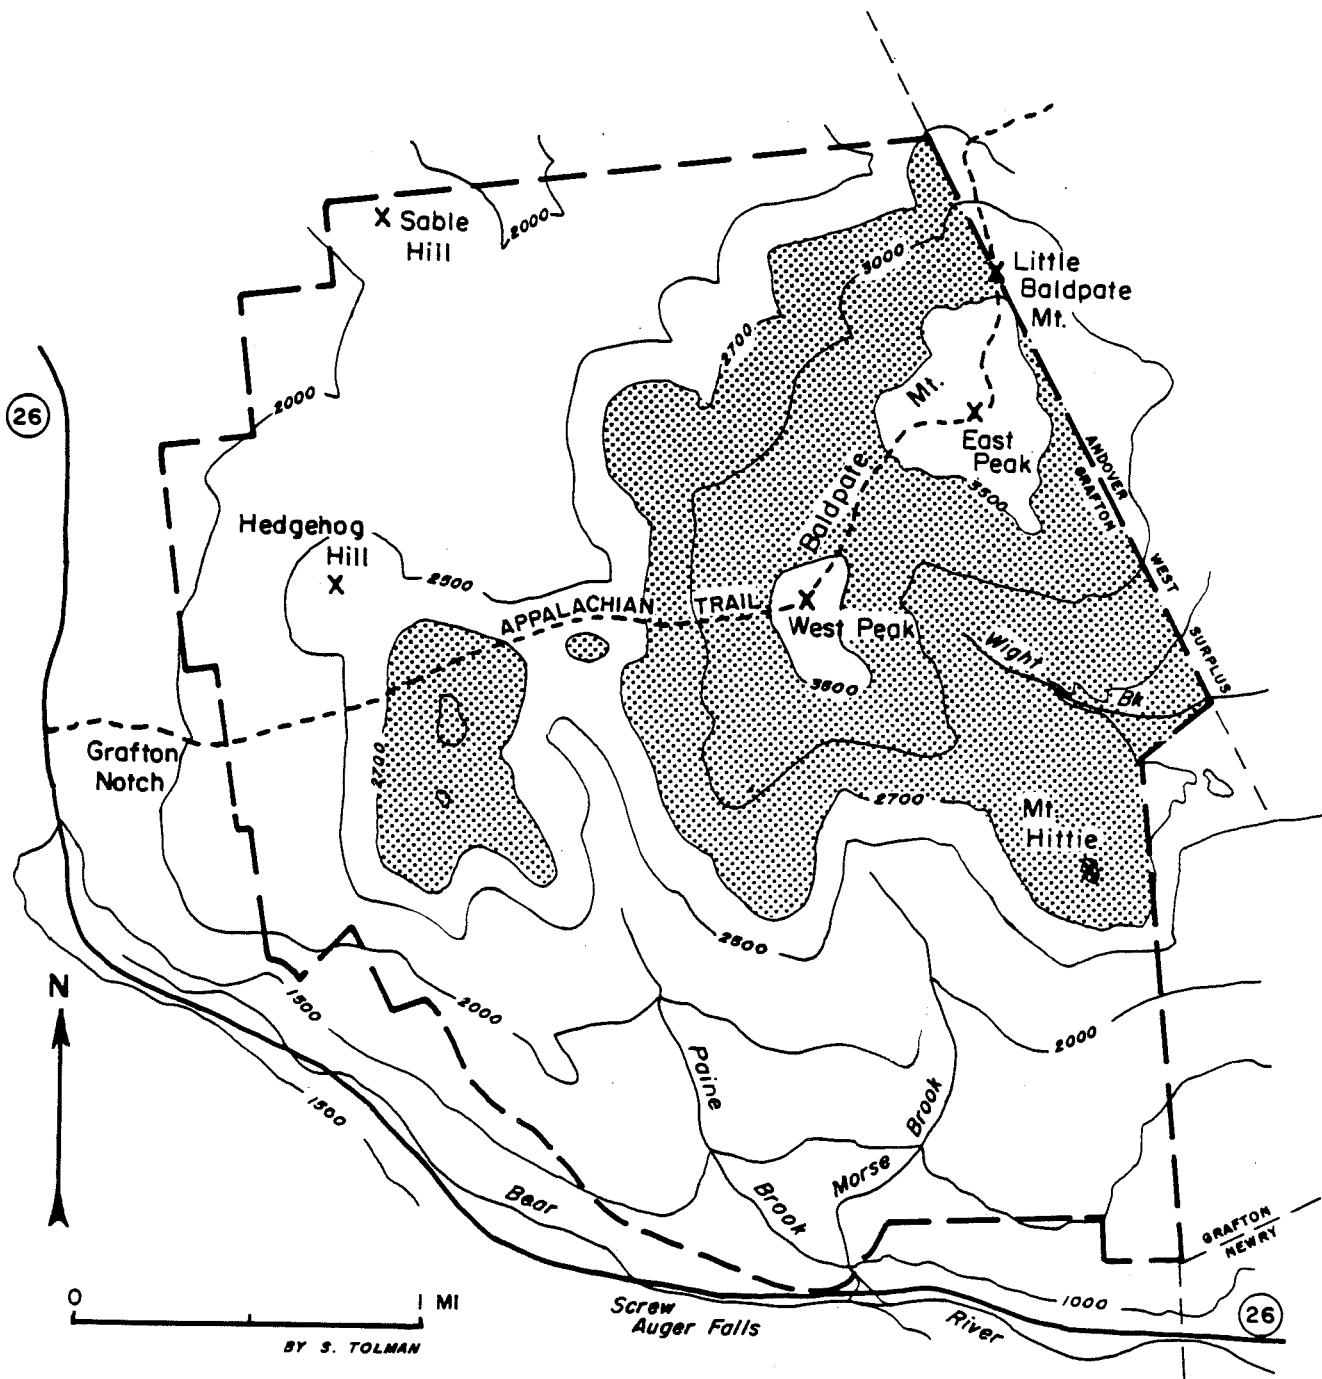 Sable
Hill
2000
3000
Little
Baldpate
Mt.
2700
26
2000
Mt.
East
Peak
ANDOVER
GRAFTON
WEST
SURPLUS
3500
Baldpate
Hedgehog
Hill
2500
APPALACHIAN TRAIL
West Peak
3500
Wight
Bk
Grafton
Notch
2700
2700
Mt.
Hittie
2500
N
1500
2000
2000
1500
Paine
Brook
Morse
Brook
Bear
GRAFTON
NEWRY
0 1 MI
BY S. TOLMAN
Screw
Auger Falls
River
1000
26